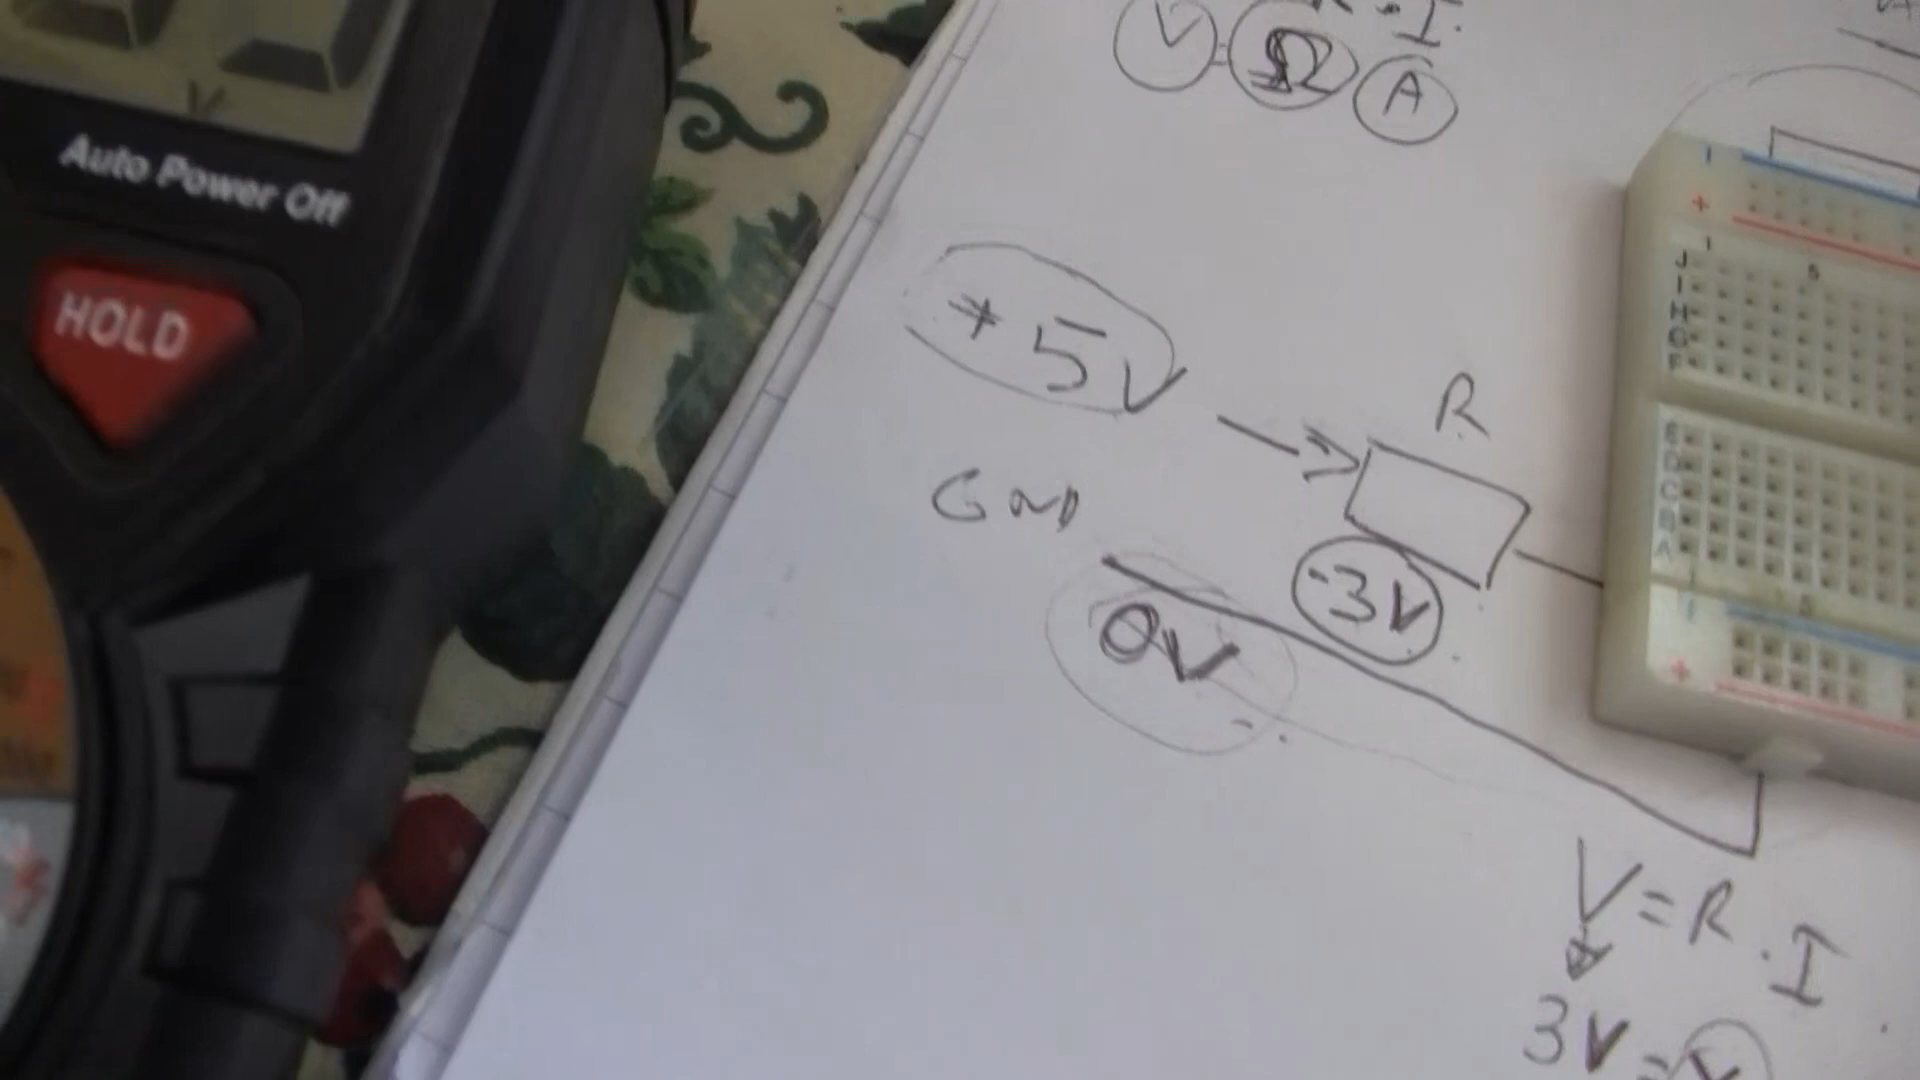 V
Auto Power Off
HOLD
R . I.
V = Ω A
+ 5V
R
GND
-3V
0V
V = R . I
3V =
+
J
I
H
G
F
E
D
C
B
A
+